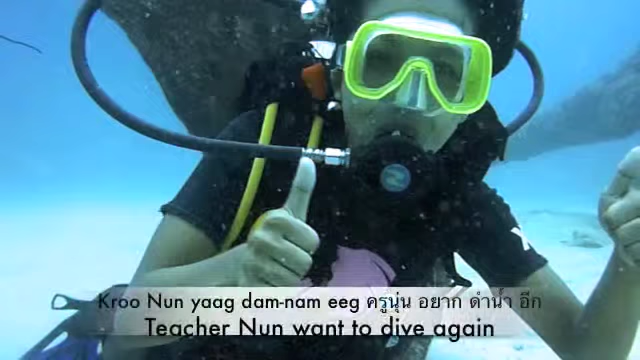 Kroo Nun yaag dam-nam eeg ครูนุ่น อยาก ดำน้ำ อีก
Teacher Nun want to dive again